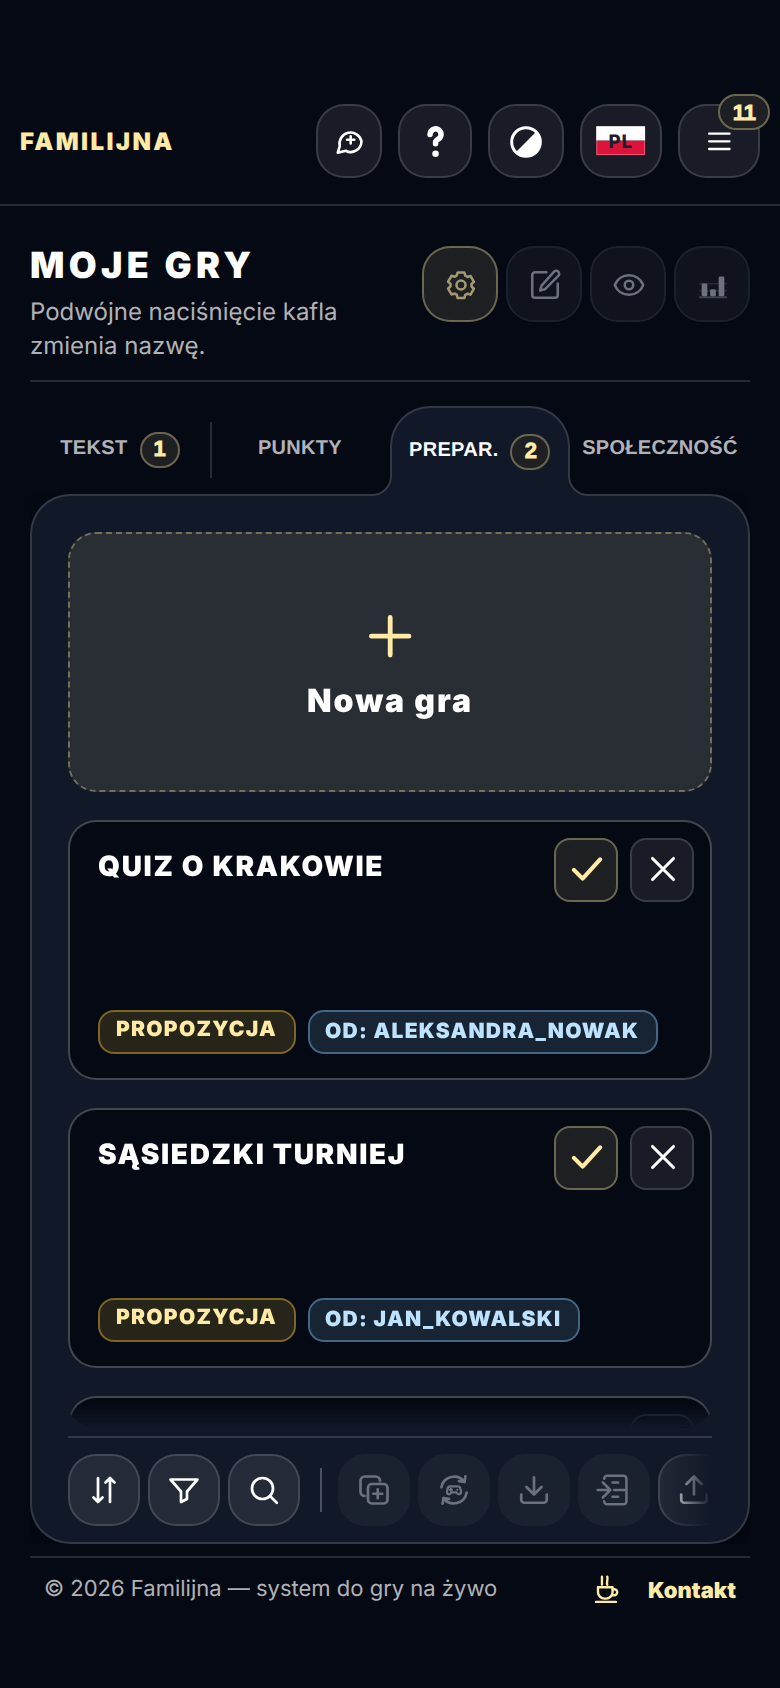 FAMILIJNA
?
PL
11
MOJE GRY
Podwójne naciśnięcie kafla
zmienia nazwę.
TEKST 1
PUNKTY
PREPAR. 2
SPOŁECZNOŚĆ
Nowa gra
QUIZ O KRAKOWIE
PROPOZYCJA
OD: ALEKSANDRA_NOWAK
SĄSIEDZKI TURNIEJ
PROPOZYCJA
OD: JAN_KOWALSKI
© 2026 Familijna — system do gry na żywo
Kontakt